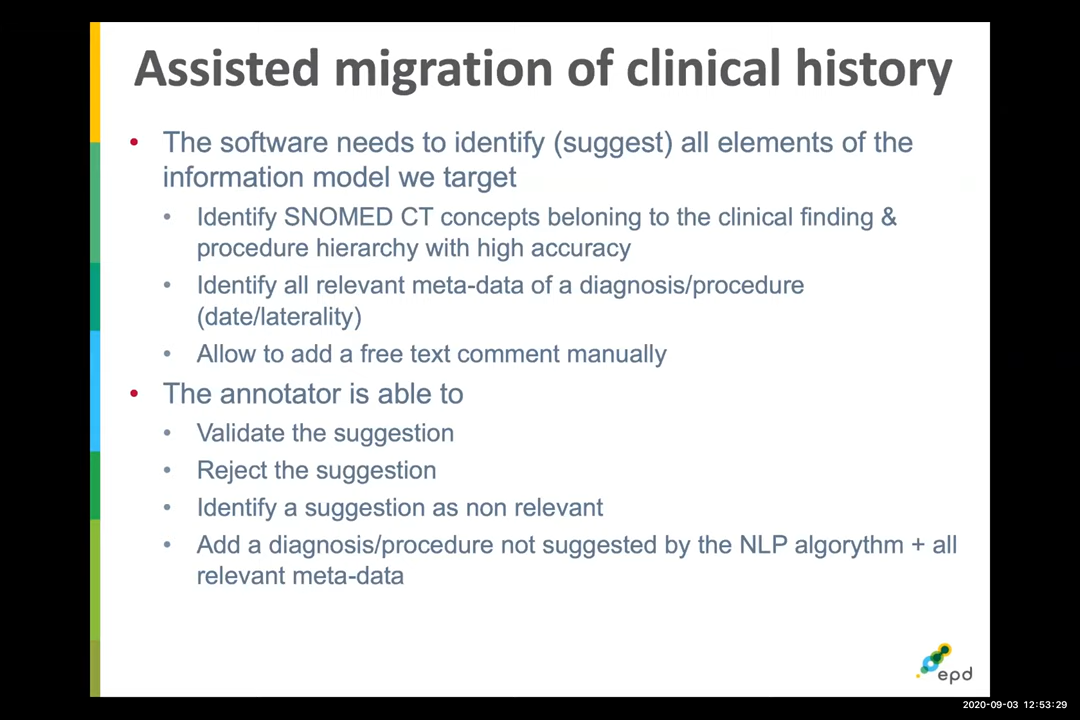 Assisted migration of clinical history
• The software needs to identify (suggest) all elements of the
information model we target
• Identify SNOMED CT concepts beloning to the clinical finding &
procedure hierarchy with high accuracy
• Identify all relevant meta-data of a diagnosis/procedure
(date/laterality)
• Allow to add a free text comment manually
• The annotator is able to
• Validate the suggestion
• Reject the suggestion
• Identify a suggestion as non relevant
• Add a diagnosis/procedure not suggested by the NLP algorythm + all
relevant meta-data
epd
2020-09-03 12:53:29